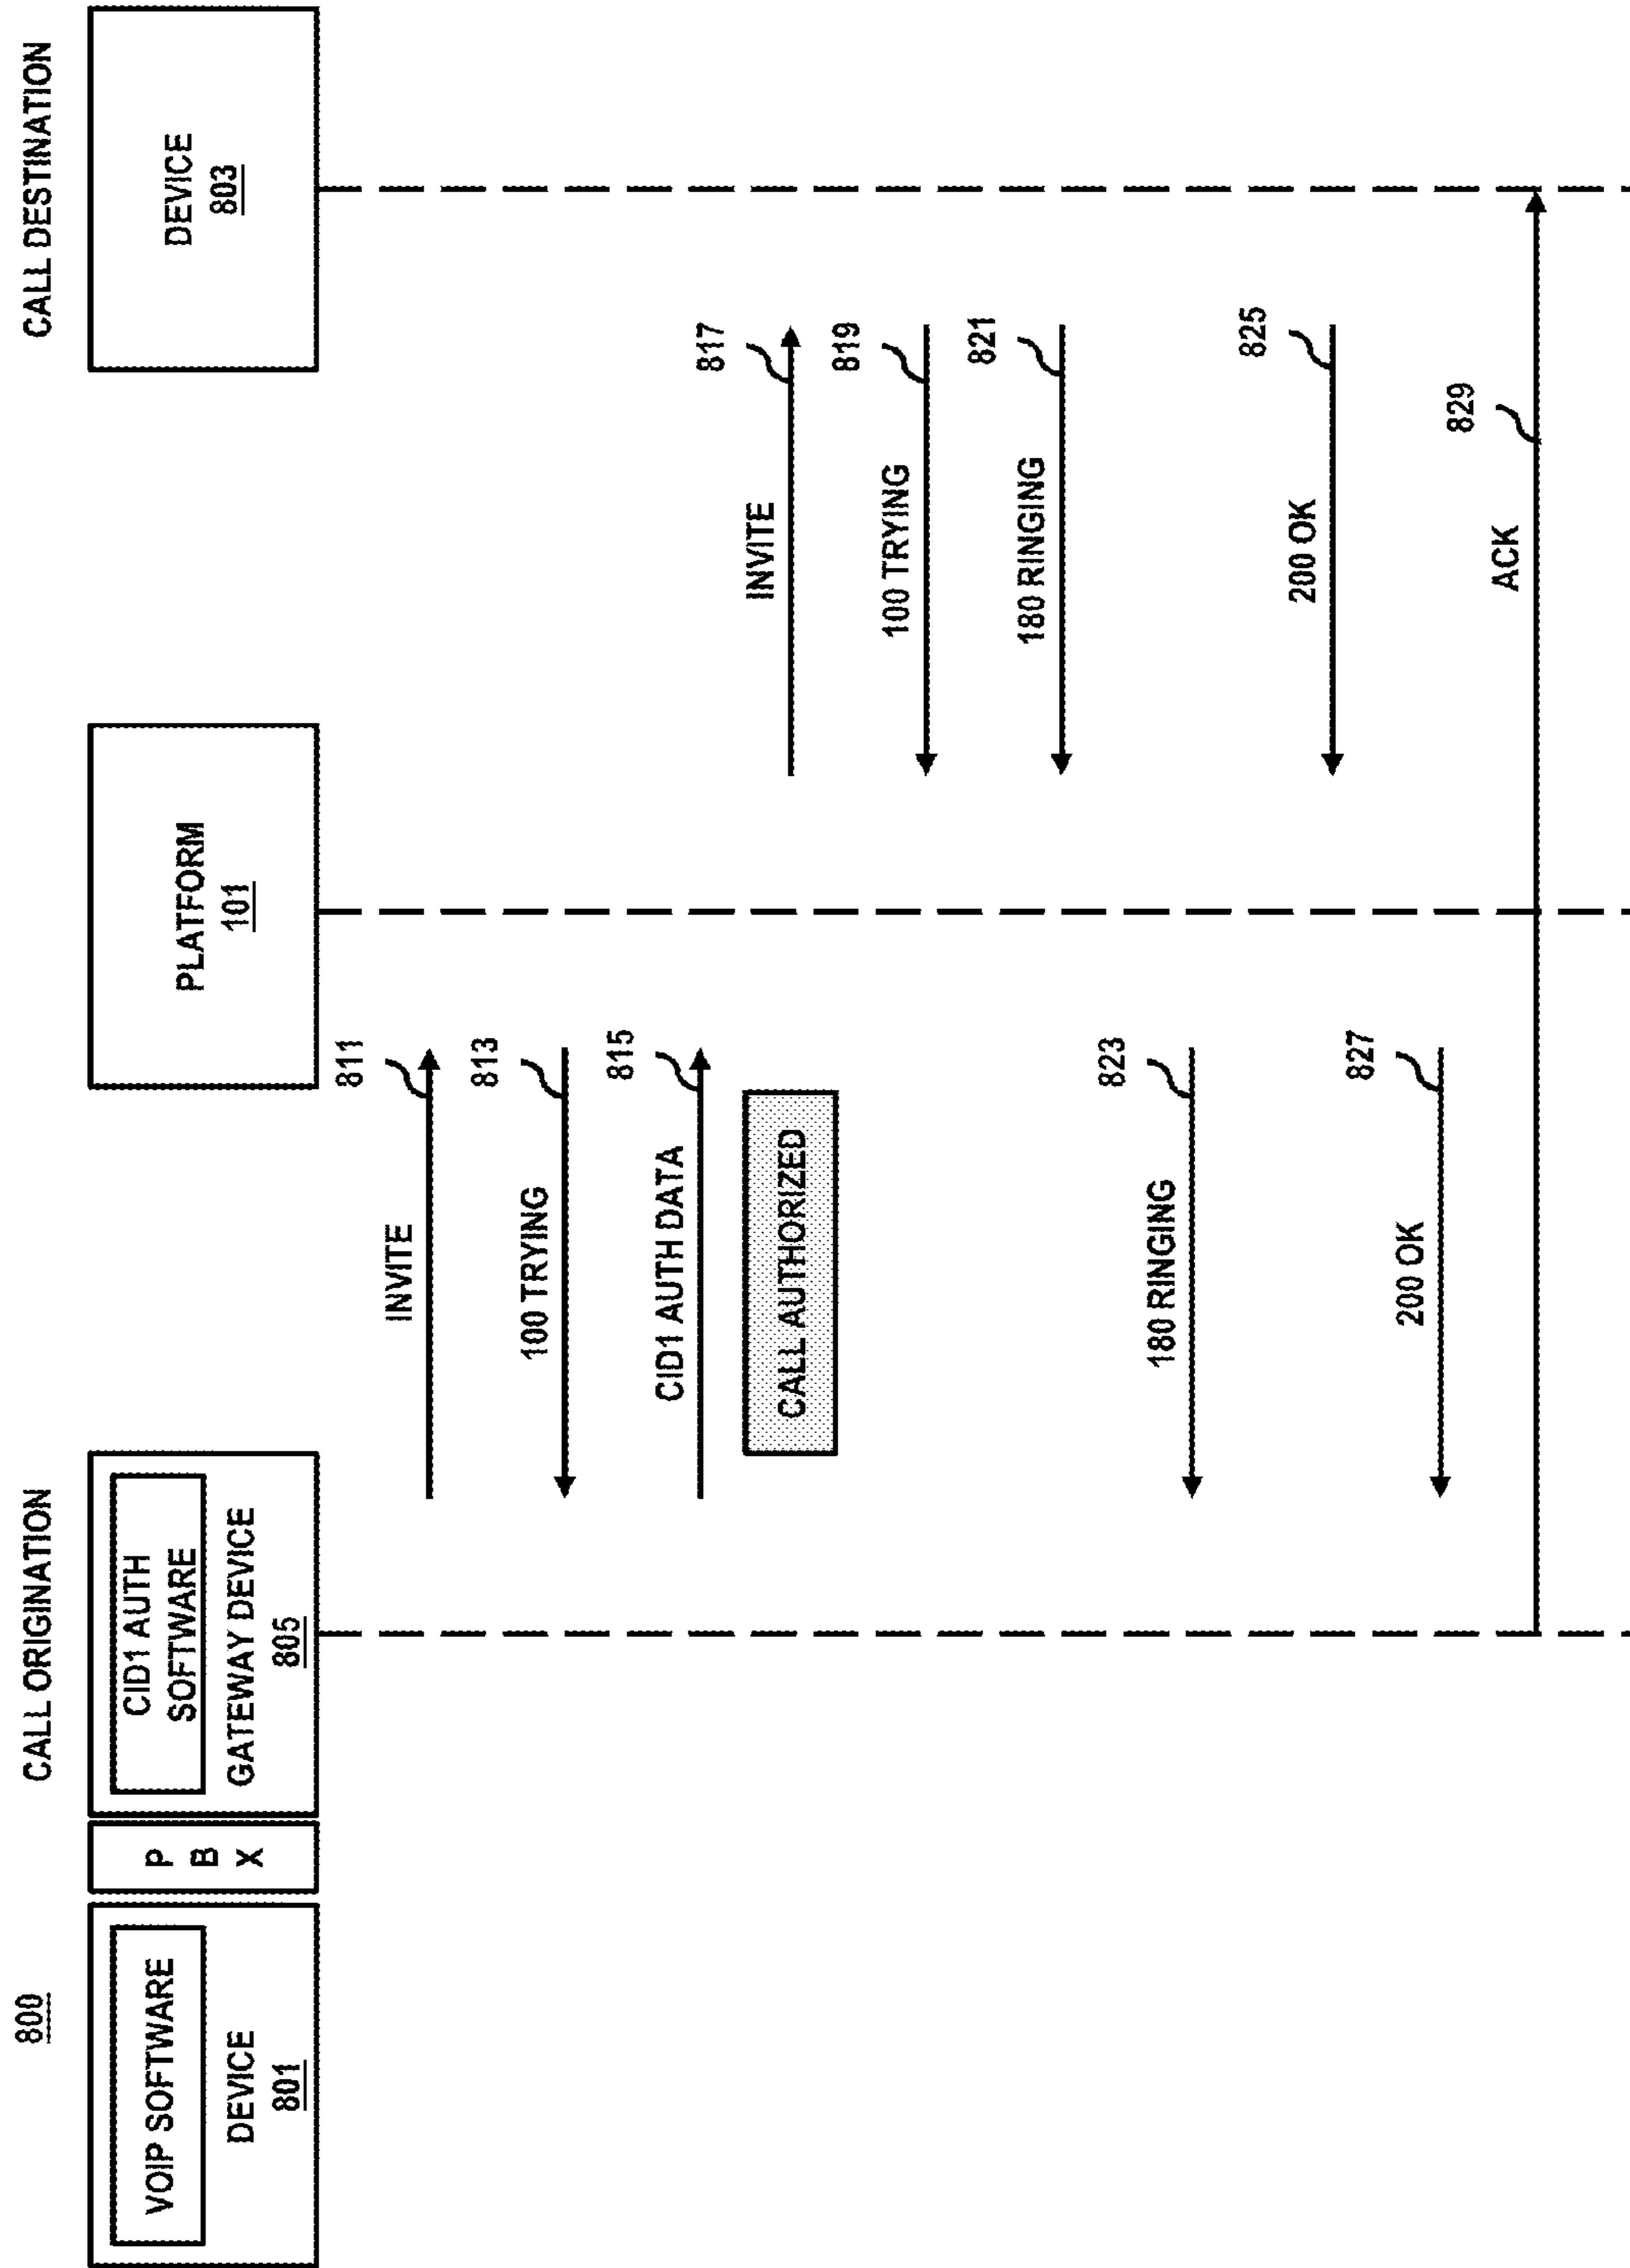 800
CALL ORIGINATION
CALL DESTINATION
VOIP SOFTWARE
DEVICE
801
P
B
X
CID1 AUTH
SOFTWARE
GATEWAY DEVICE
805
PLATFORM
101
DEVICE
803
811
INVITE
813
100 TRYING
815
CID1 AUTH DATA
CALL AUTHORIZED
817
INVITE
819
100 TRYING
821
180 RINGING
823
180 RINGING
825
200 OK
827
200 OK
829
ACK